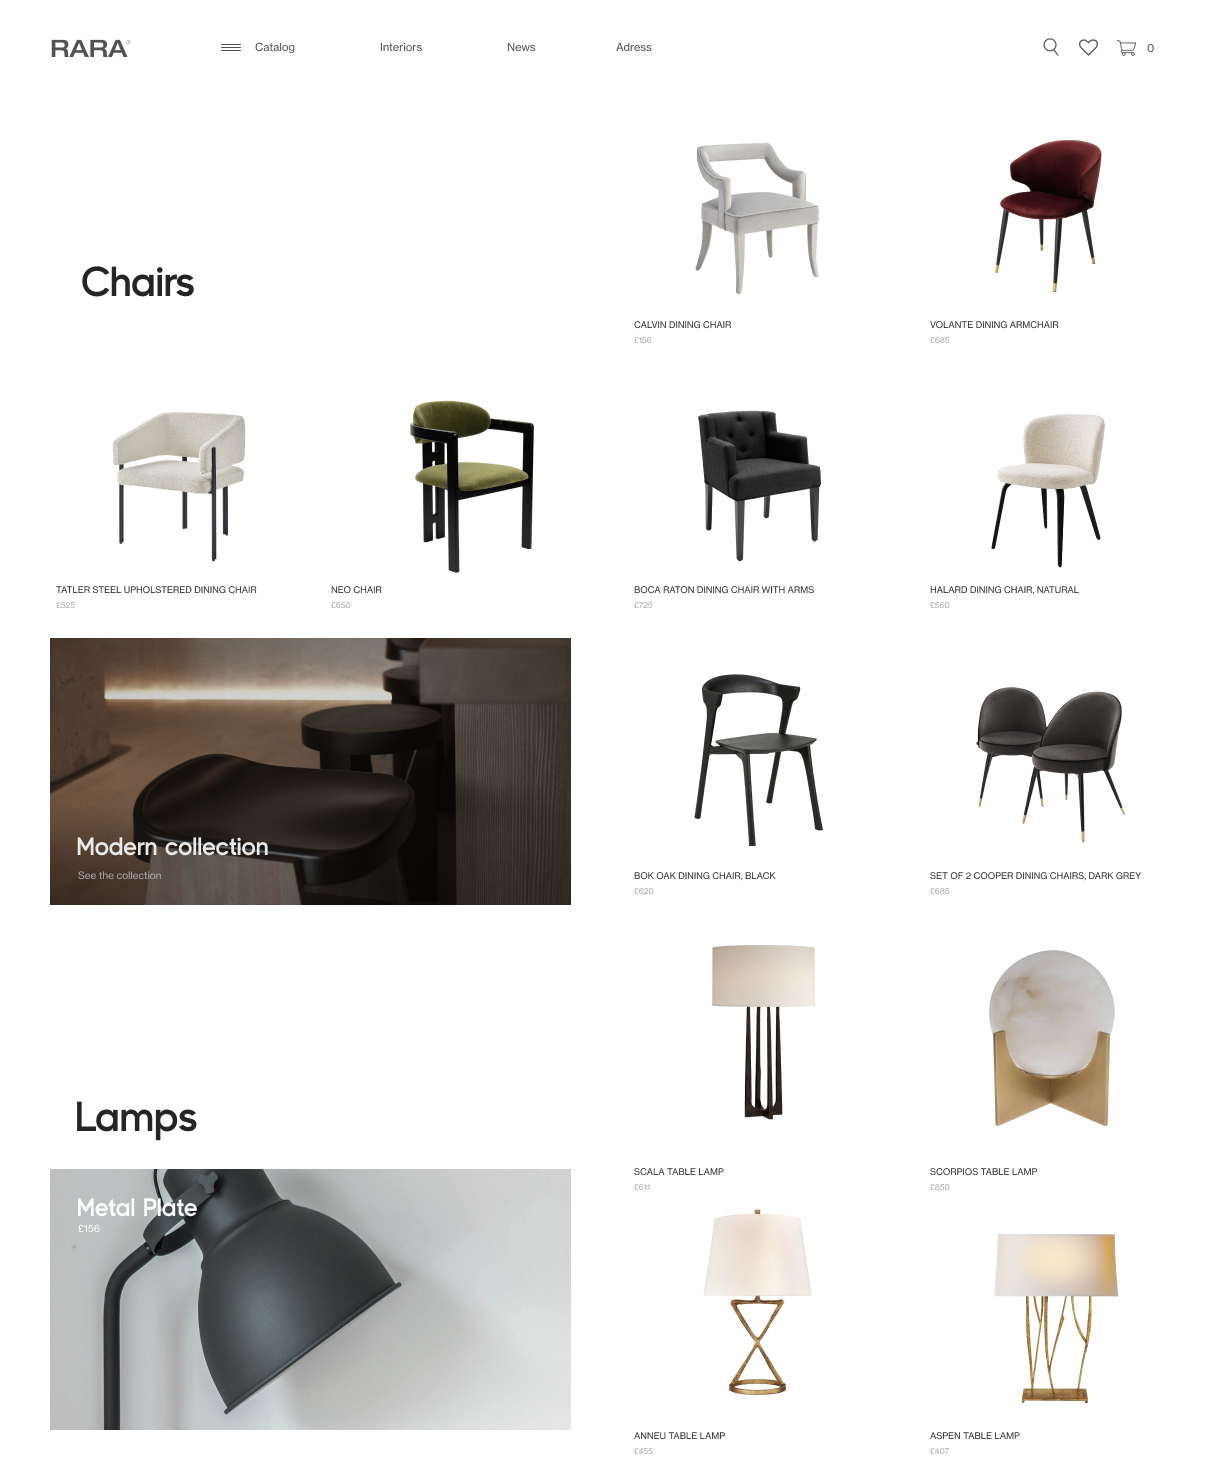 RARA®
Catalog
Interiors
News
Adress
0
Chairs
CALVIN DINING CHAIR
£156
VOLANTE DINING ARMCHAIR
£685
TATLER STEEL UPHOLSTERED DINING CHAIR
£525
NEO CHAIR
£650
BOCA RATON DINING CHAIR WITH ARMS
£725
HALARD DINING CHAIR, NATURAL
£560
Modern collection
See the collection
BOK OAK DINING CHAIR, BLACK
£620
SET OF 2 COOPER DINING CHAIRS, DARK GREY
£685
Lamps
SCALA TABLE LAMP
£611
SCORPIOS TABLE LAMP
£850
Metal Plate
£156
ANNEU TABLE LAMP
£455
ASPEN TABLE LAMP
£407